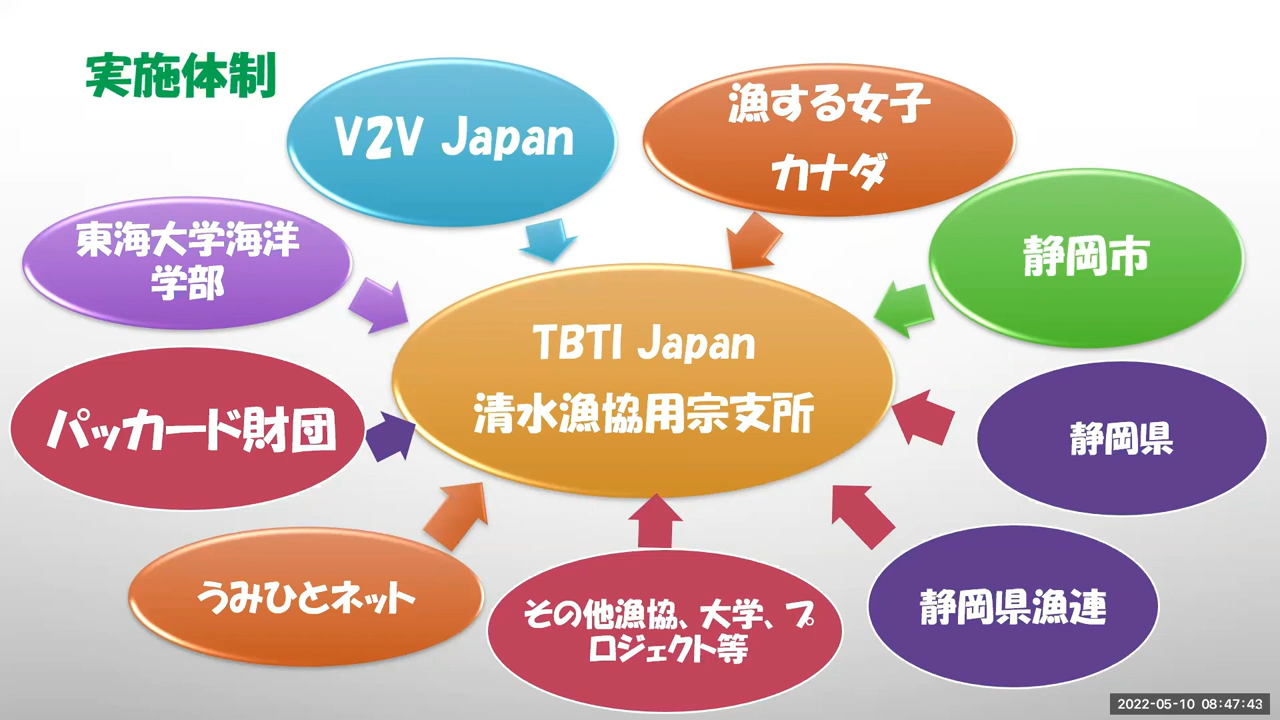 実施体制
V2V Japan
漁する女子
カナダ
東海大学海洋
学部
静岡市
TBTI Japan
清水漁協用宗支所
パッカード財団
静岡県
うみひとネット
その他漁協、大学、プ
ロジェクト等
静岡県漁連
2022-05-10 08:47:43